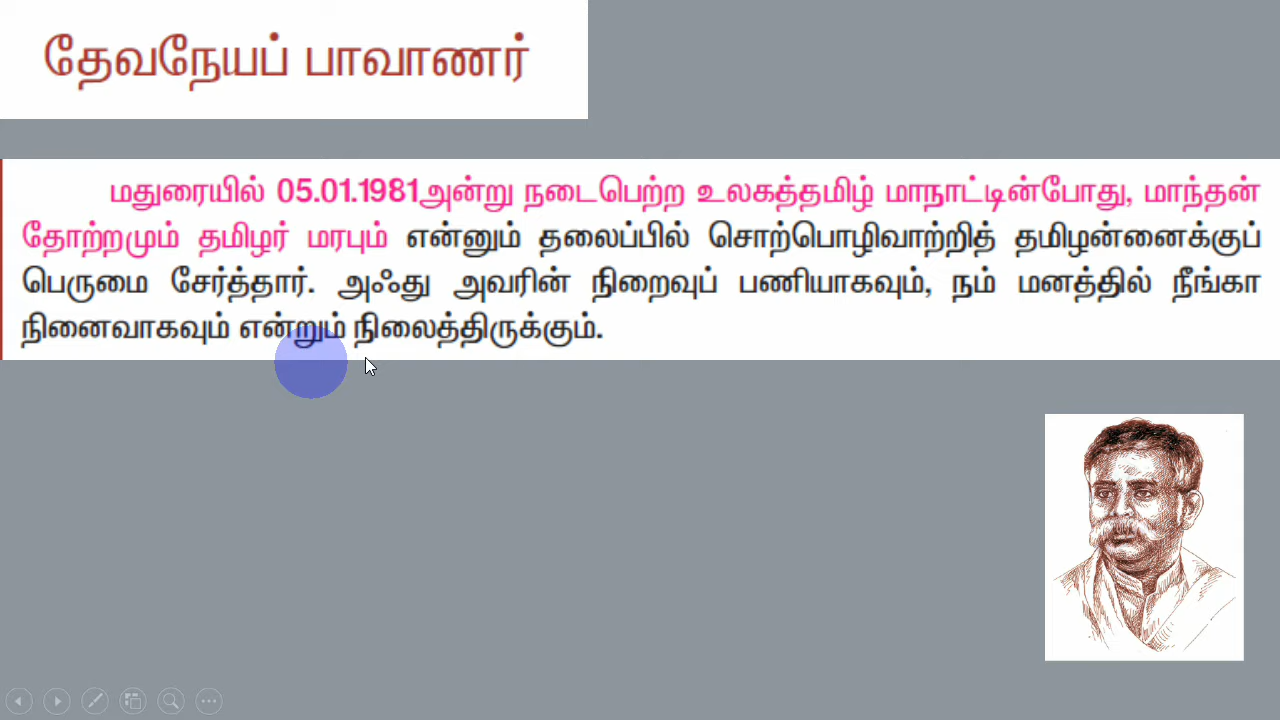 தேவநேயப் பாவாணர்
மதுரையில் 05.01.1981அன்று நடைபெற்ற உலகத்தமிழ் மாநாட்டின்போது, மாந்தன்
தோற்றமும் தமிழர் மரபும் என்னும் தலைப்பில் சொற்பொழிவாற்றித் தமிழன்னைக்குப்
பெருமை சேர்த்தார். அஃது அவரின் நிறைவுப் பணியாகவும், நம் மனத்தில் நீங்கா
நினைவாகவும் என்றும் நிலைத்திருக்கும்.